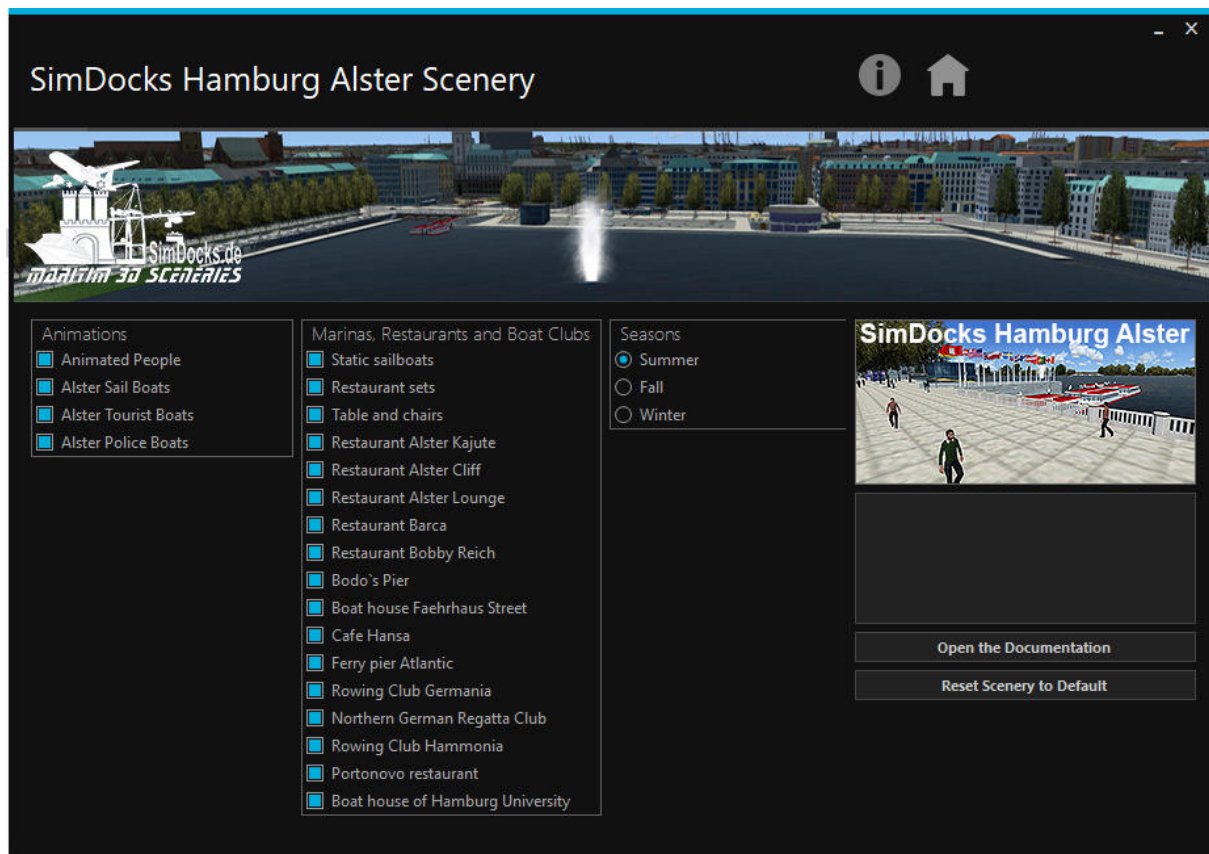 SimDocks Hamburg Alster Scenery
SimDocks.de
MARITIM 3D SCENERIES
Animations
Animated People
Alster Sail Boats
Alster Tourist Boats
Alster Police Boats
Marinas, Restaurants and Boat Clubs
Static sailboats
Restaurant sets
Table and chairs
Restaurant Alster Kajute
Restaurant Alster Cliff
Restaurant Alster Lounge
Restaurant Barca
Restaurant Bobby Reich
Bodo`s Pier
Boat house Faehrhaus Street
Cafe Hansa
Ferry pier Atlantic
Rowing Club Germania
Northern German Regatta Club
Rowing Club Hammonia
Portonovo restaurant
Boat house of Hamburg University
Seasons
Summer
Fall
Winter
SimDocks Hamburg Alster
Open the Documentation
Reset Scenery to Default